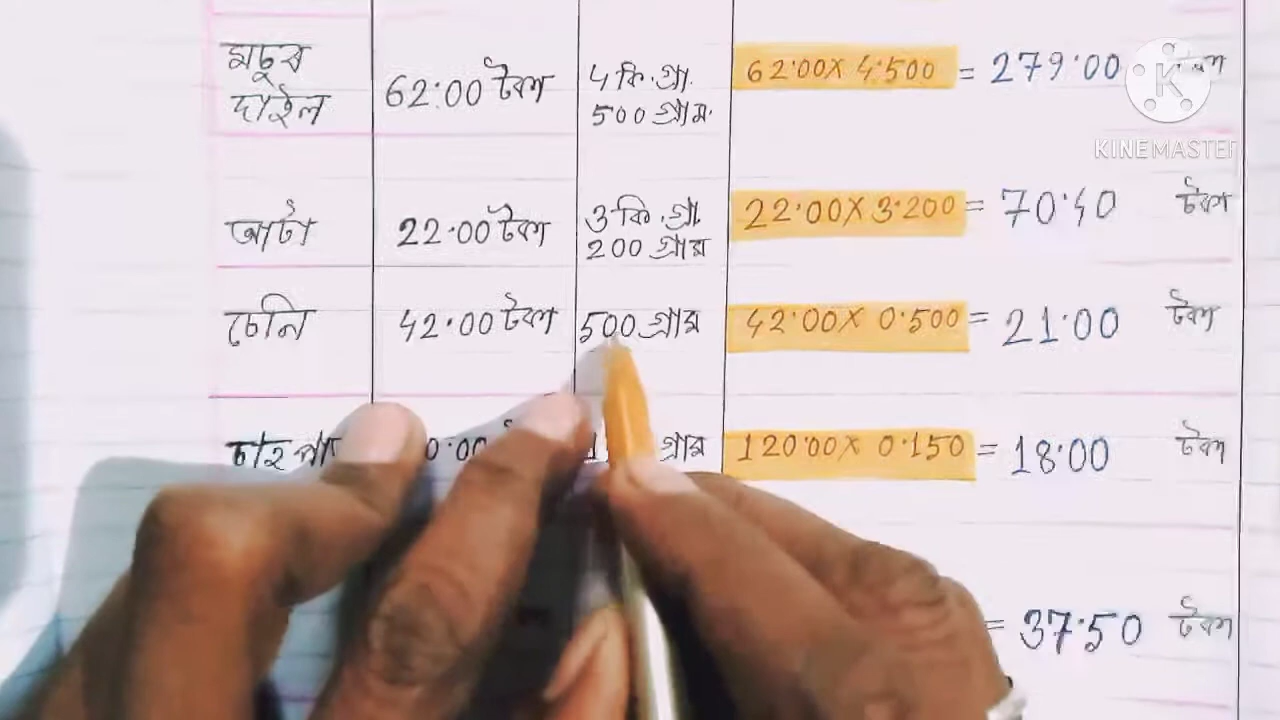 মচুৰ
দাইল
62·00 টকা
4 কি.গ্ৰা.
500 গ্ৰাম.
62·00 X 4·500 = 279·00
KINEMASTER
আটা
22·00 টকা
3 কি.গ্ৰা.
200 গ্ৰাম
22·00 X 3·200 = 70·40 টকা
চেনি
42·00 টকা
500 গ্ৰাম
42·00 X 0·500 = 21·00 টকা
চাহ
গ্ৰাম
120·00 X 0·150 = 18·00 টকা
= 37·50 টকা